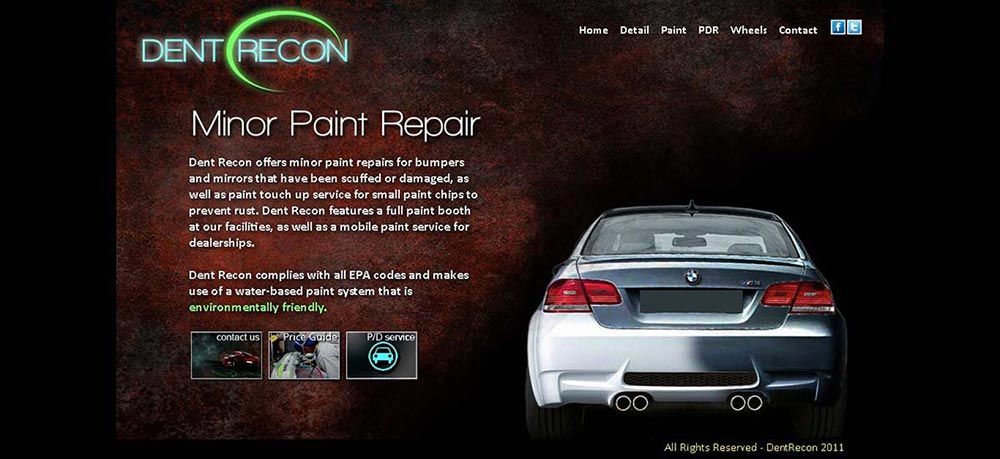 DENT RECON
Home Detail Paint PDR Wheels Contact
Minor Paint Repair
Dent Recon offers minor paint repairs for bumpers
and mirrors that have been scuffed or damaged, as
well as paint touch up service for small paint chips to
prevent rust. Dent Recon features a full paint booth
at our facilities, as well as a mobile paint service for
dealerships.
Dent Recon complies with all EPA codes and makes
use of a water-based paint system that is
environmentally friendly.
contact us Price Guide P/D service
All Rights Reserved - DentRecon 2011